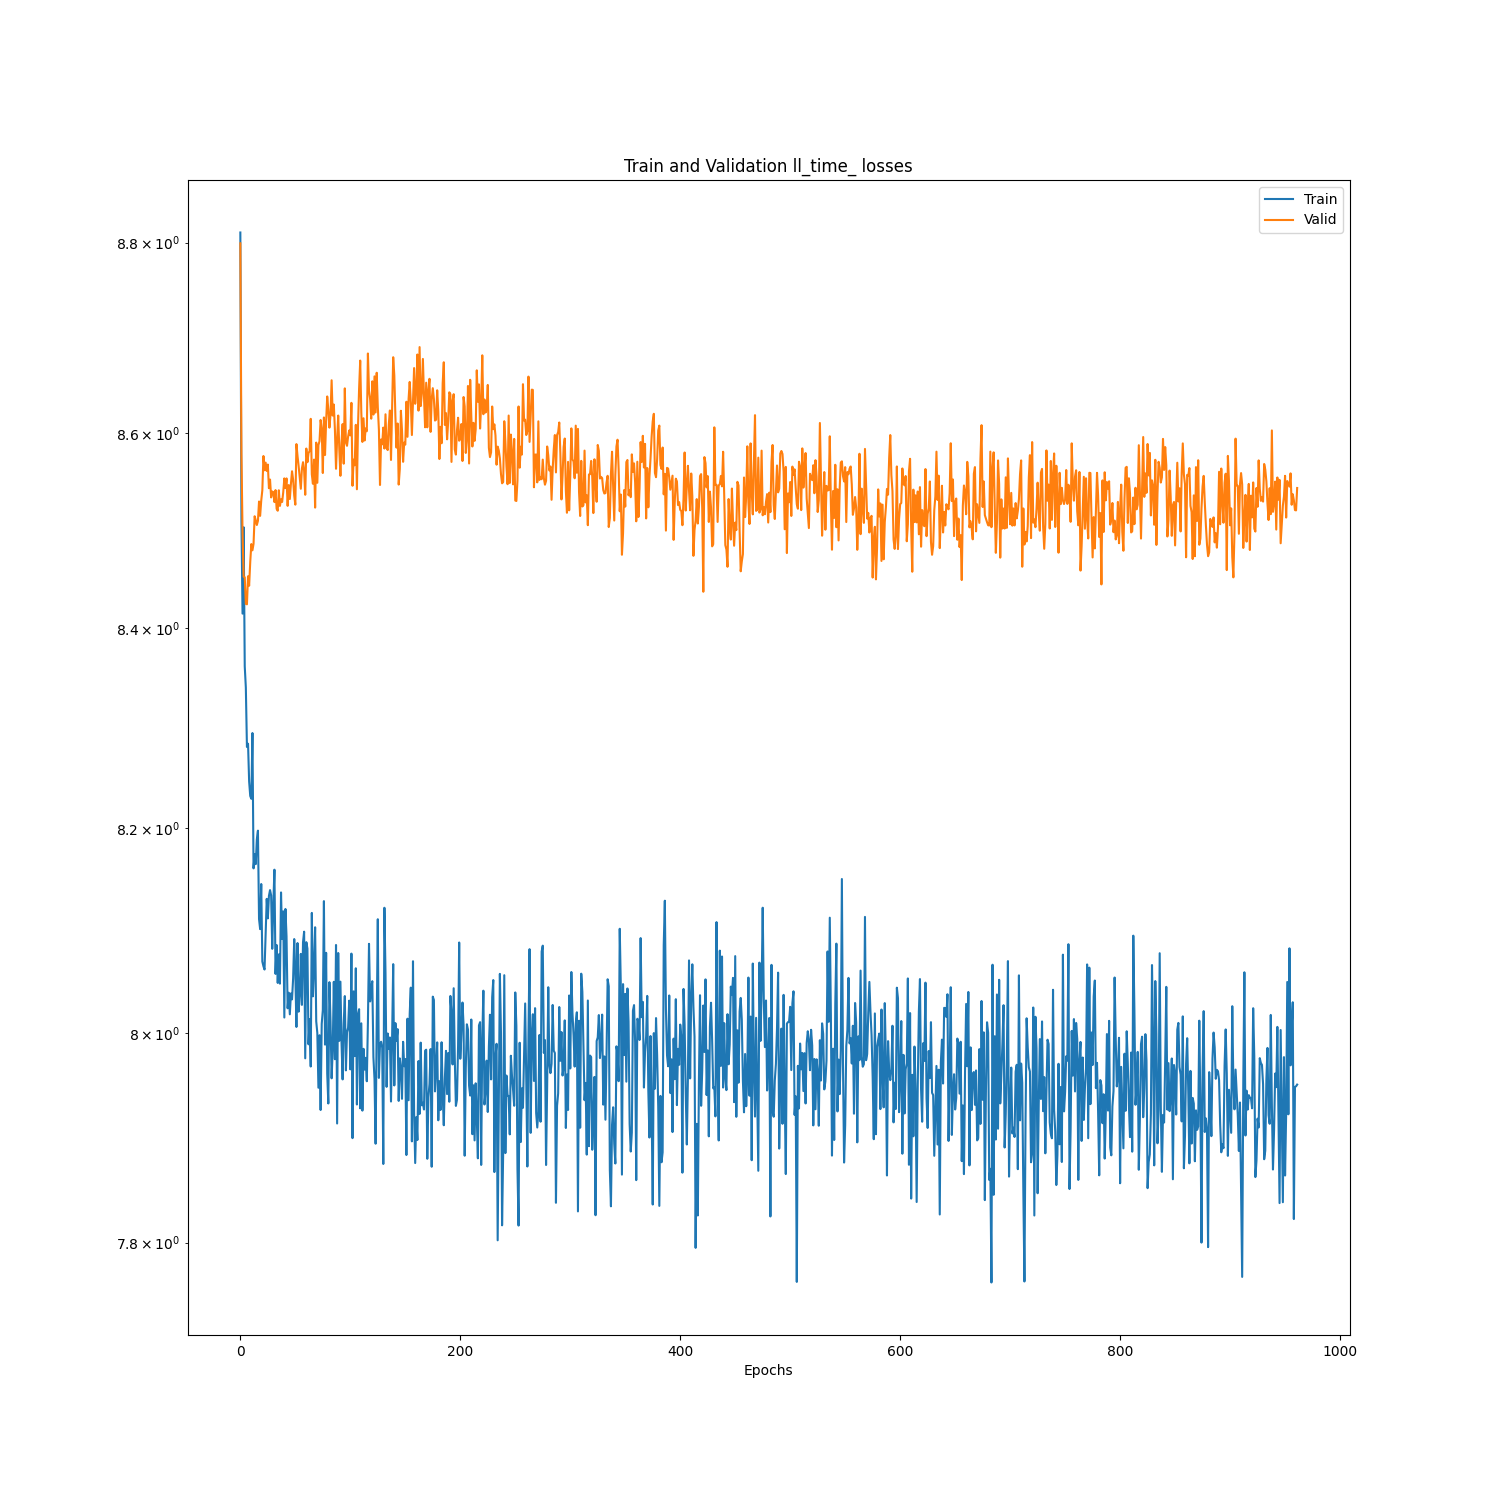 Train and Validation ll_time_ losses
Train
Valid
8.8 × 10⁰
8.6 × 10⁰
8.4 × 10⁰
8.2 × 10⁰
8 × 10⁰
7.8 × 10⁰
0 200 400 600 800 1000
Epochs